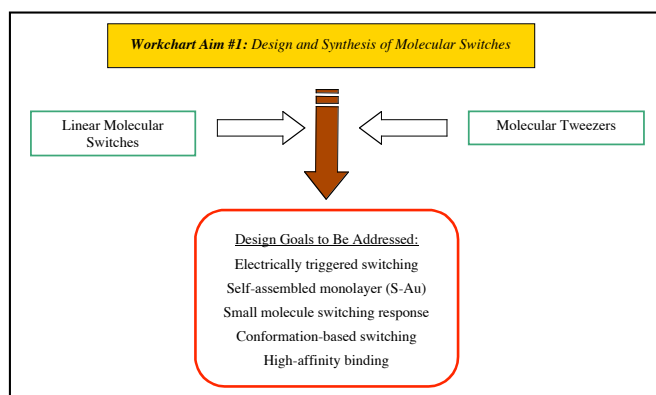 Workchart Aim #1: Design and Synthesis of Molecular Switches
Linear Molecular
Switches
Molecular Tweezers
Design Goals to Be Addressed:
Electrically triggered switching
Self-assembled monolayer (S-Au)
Small molecule switching response
Conformation-based switching
High-affinity binding